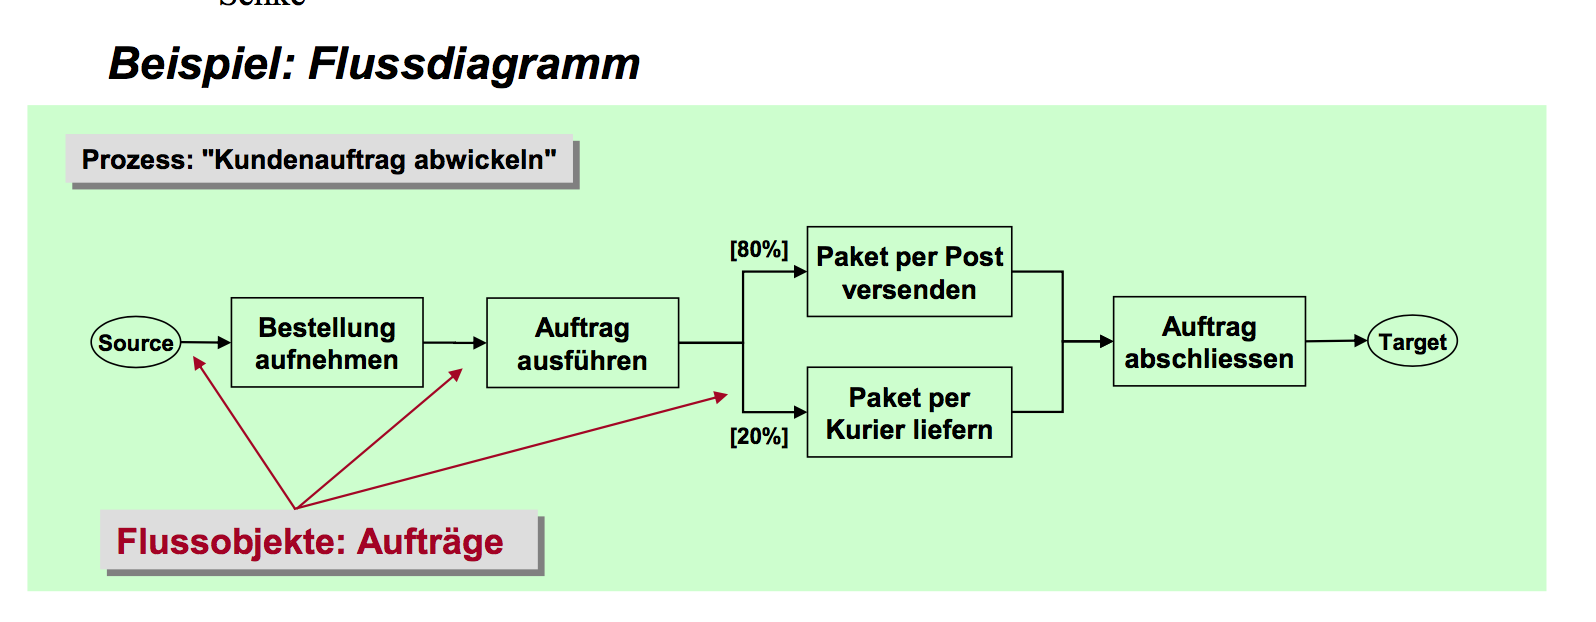 Senke
Beispiel: Flussdiagramm
Prozess: "Kundenauftrag abwickeln"
[80%]
Paket per Post
versenden
Source
Bestellung
aufnehmen
Auftrag
ausführen
Auftrag
abschliessen
Target
Paket per
Kurier liefern
[20%]
Flussobjekte: Aufträge